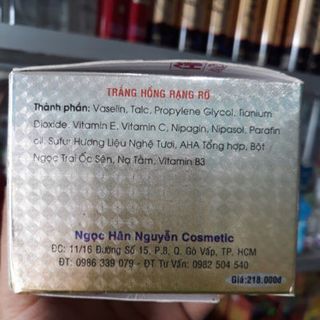 TRẮNG HỒNG RẠNG RỠ
Thành phần: Vaselin, Talc, Propylene Glycol, Titanium
Dioxide, Vitamin E, Vitamin C, Nipagin, Nipasol, Parafin
oil, Sufur Hương Liệu Nghệ Tươi, AHA Tổng hợp, Bột
Ngọc Trai Ốc Sên, Nạ Tằm, Vitamin B3
Ngọc Hân Nguyễn Cosmetic
ĐC: 11/16 Đường Số 15, P.8, Q. Gò Vấp, TP. HCM
ĐT: 0986 339 079 - ĐT Tư Vấn: 0982 504 540
Giá:218.000đ